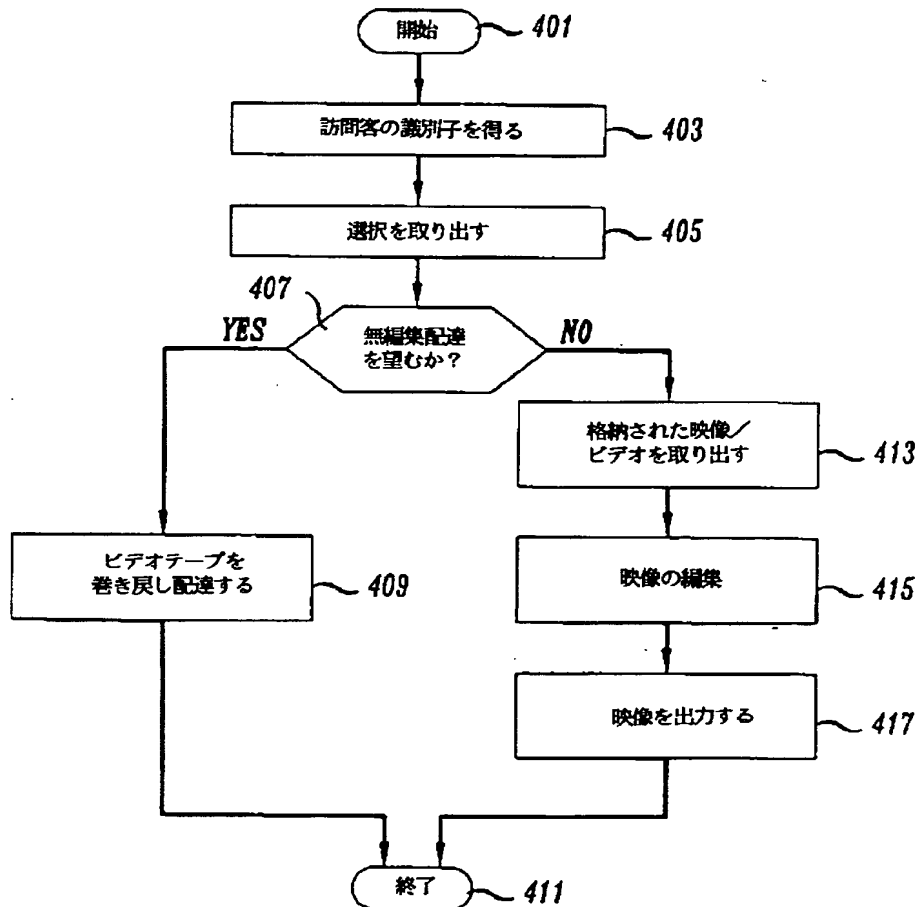 開始
401
訪問客の識別子を得る
403
選択を取り出す
405
407
YES
無編集配達
を望むか?
NO
格納された映像/
ビデオを取り出す
413
ビデオテープを
巻き戻し配達する
409
映像の編集
415
映像を出力する
417
終了
411